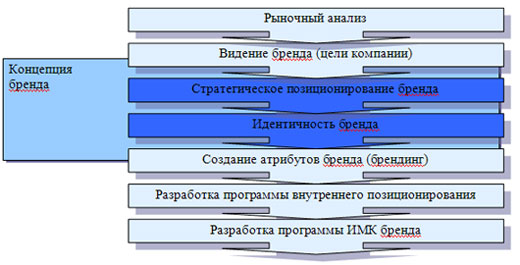 Рыночный анализ
Видение бренда (цели компании)
Концепция
бренда
Стратегическое позиционирование бренда
Идентичность бренда
Создание атрибутов бренда (брендинг)
Разработка программы внутреннего позиционирования
Разработка программы ИМК бренда